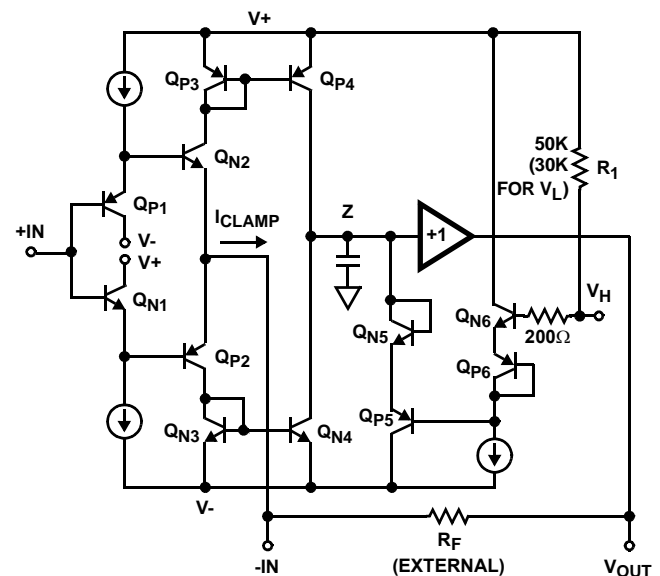 V+
QP3
QP4
QN2
50K
(30K
FOR VL)
R1
QP1
+IN
V-
V+
ICLAMP
Z
+1
QN1
VH
QN5
QN6
200Ω
QP2
QP6
QP5
QN3
QN4
V-
RF
(EXTERNAL)
-IN
VOUT